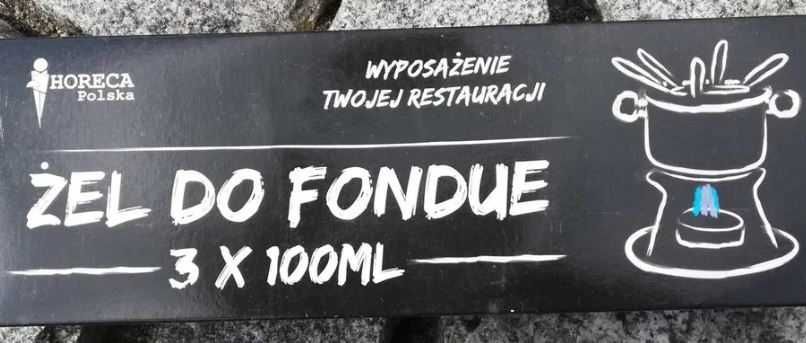 HORECA
Polska
WYPOSAŻENIE
TWOJEJ RESTAURACJI
ŻEL DO FONDUE
3 X 100ML